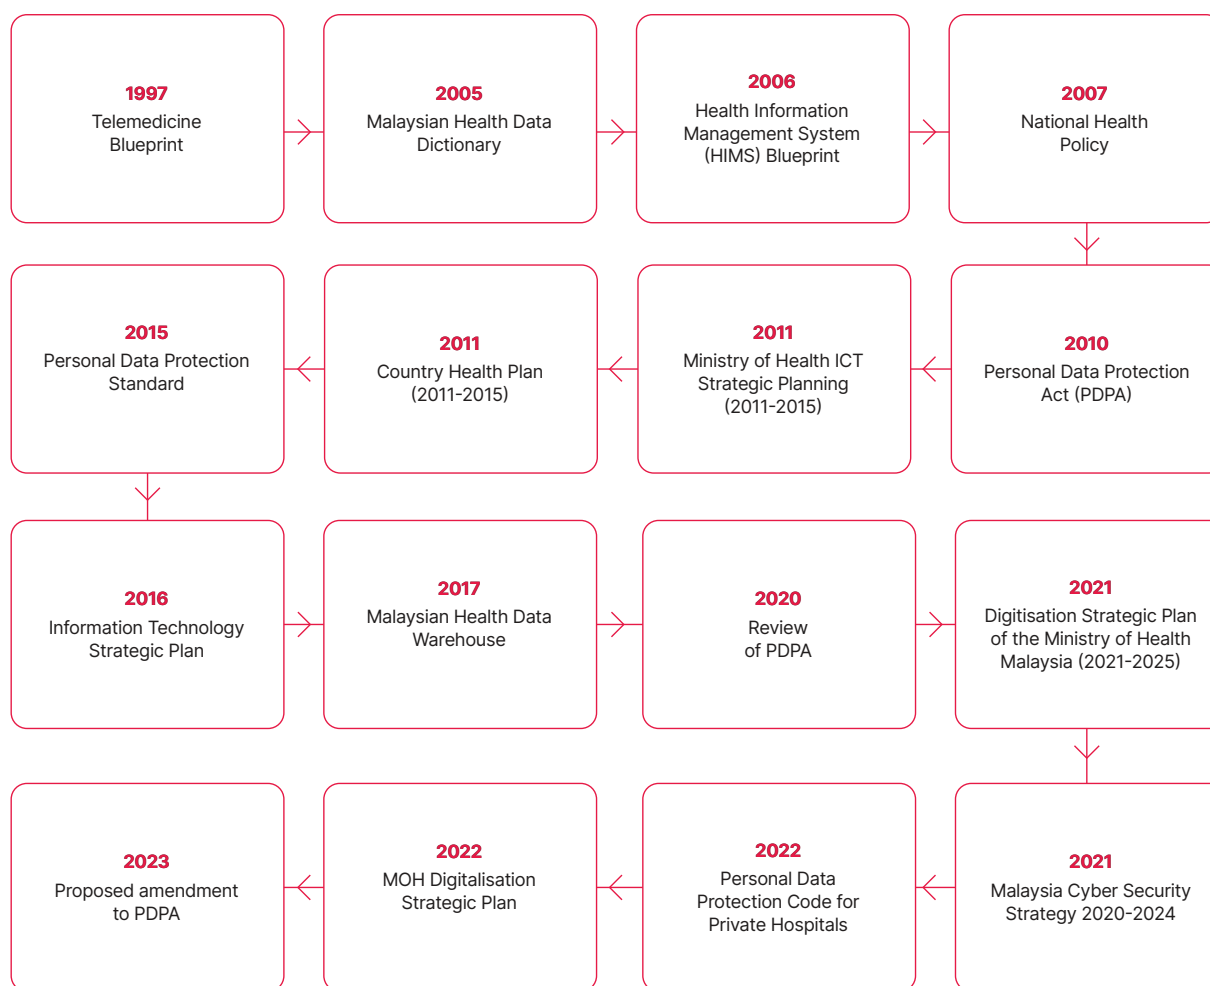 1997
Telemedicine
Blueprint
2005
Malaysian Health Data
Dictionary
2006
Health Information
Management System
(HIMS) Blueprint
2007
National Health
Policy
2010
Personal Data Protection
Act (PDPA)
2011
Ministry of Health ICT
Strategic Planning
(2011-2015)
2011
Country Health Plan
(2011-2015)
2015
Personal Data Protection
Standard
2016
Information Technology
Strategic Plan
2017
Malaysian Health Data
Warehouse
2020
Review
of PDPA
2021
Digitisation Strategic Plan
of the Ministry of Health
Malaysia (2021-2025)
2021
Malaysia Cyber Security
Strategy 2020-2024
2022
Personal Data
Protection Code for
Private Hospitals
2022
MOH Digitalisation
Strategic Plan
2023
Proposed amendment
to PDPA